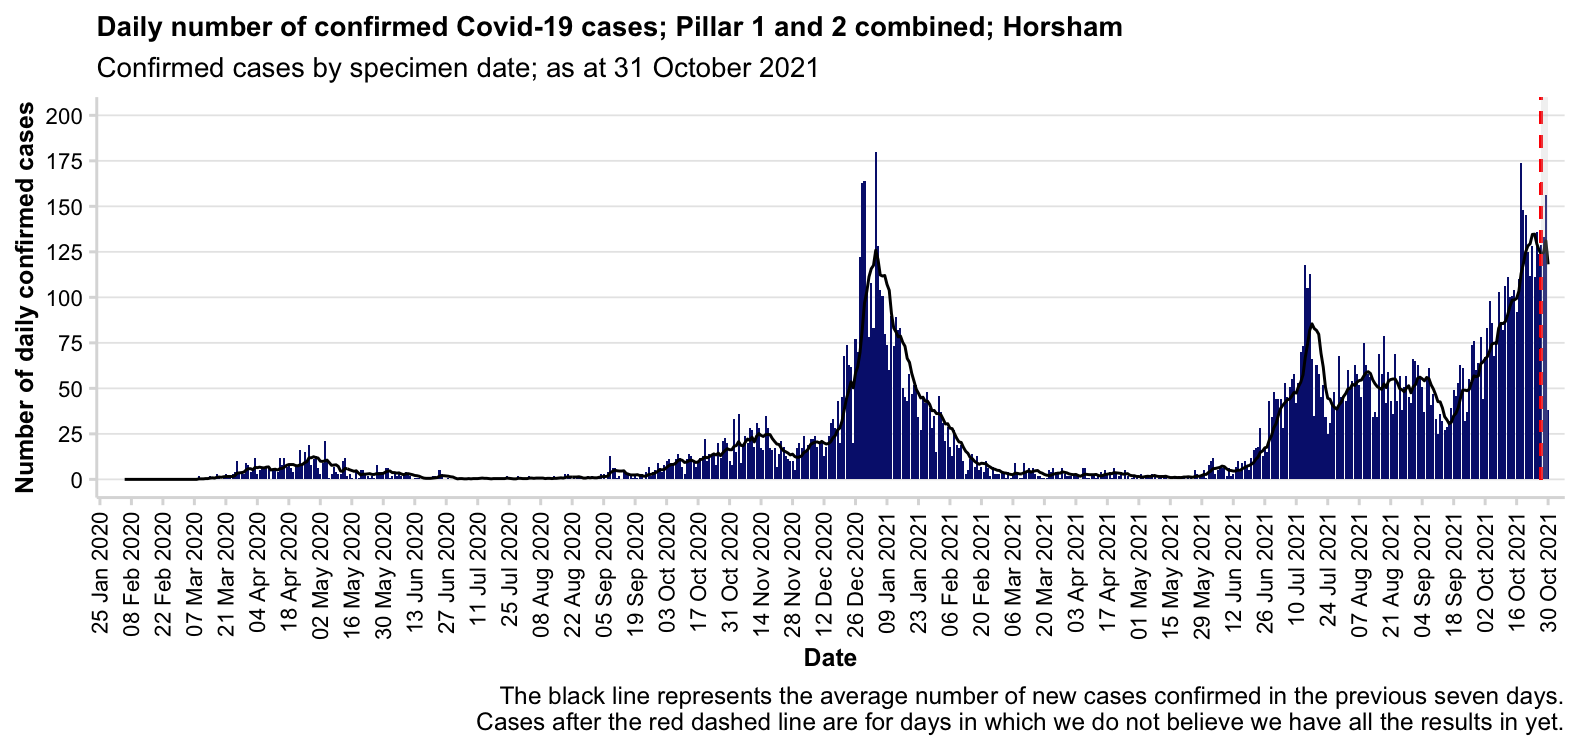 Daily number of confirmed Covid-19 cases; Pillar 1 and 2 combined; Horsham
Confirmed cases by specimen date; as at 31 October 2021
Number of daily confirmed cases
200
175
150
125
100
75
50
25
0
25 Jan 2020
08 Feb 2020
22 Feb 2020
07 Mar 2020
21 Mar 2020
04 Apr 2020
18 Apr 2020
02 May 2020
16 May 2020
30 May 2020
13 Jun 2020
27 Jun 2020
11 Jul 2020
25 Jul 2020
08 Aug 2020
22 Aug 2020
05 Sep 2020
19 Sep 2020
03 Oct 2020
17 Oct 2020
31 Oct 2020
14 Nov 2020
28 Nov 2020
12 Dec 2020
26 Dec 2020
09 Jan 2021
23 Jan 2021
06 Feb 2021
20 Feb 2021
06 Mar 2021
20 Mar 2021
03 Apr 2021
17 Apr 2021
01 May 2021
15 May 2021
29 May 2021
12 Jun 2021
26 Jun 2021
10 Jul 2021
24 Jul 2021
07 Aug 2021
21 Aug 2021
04 Sep 2021
18 Sep 2021
02 Oct 2021
16 Oct 2021
30 Oct 2021
Date
The black line represents the average number of new cases confirmed in the previous seven days.
Cases after the red dashed line are for days in which we do not believe we have all the results in yet.